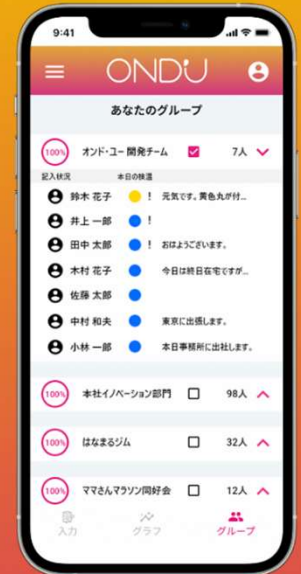 9:41
ONDU
あなたのグループ
100% オンド・ユー 開発チーム 7人
記入状況 本日の検温
鈴木 花子 ! 元気です。黄色丸が付...
井上 一郎 !
田中 太郎 ! おはようございます。
木村 花子 今日は終日在宅ですが...
佐藤 太郎
中村 和夫 東京に出張します。
小林 一郎 本日事務所に出社します。
100% 本社イノベーション部門 98人
100% はなまるジム 32人
100% ママさんマラソン同好会 12人
入力 グラフ グループ